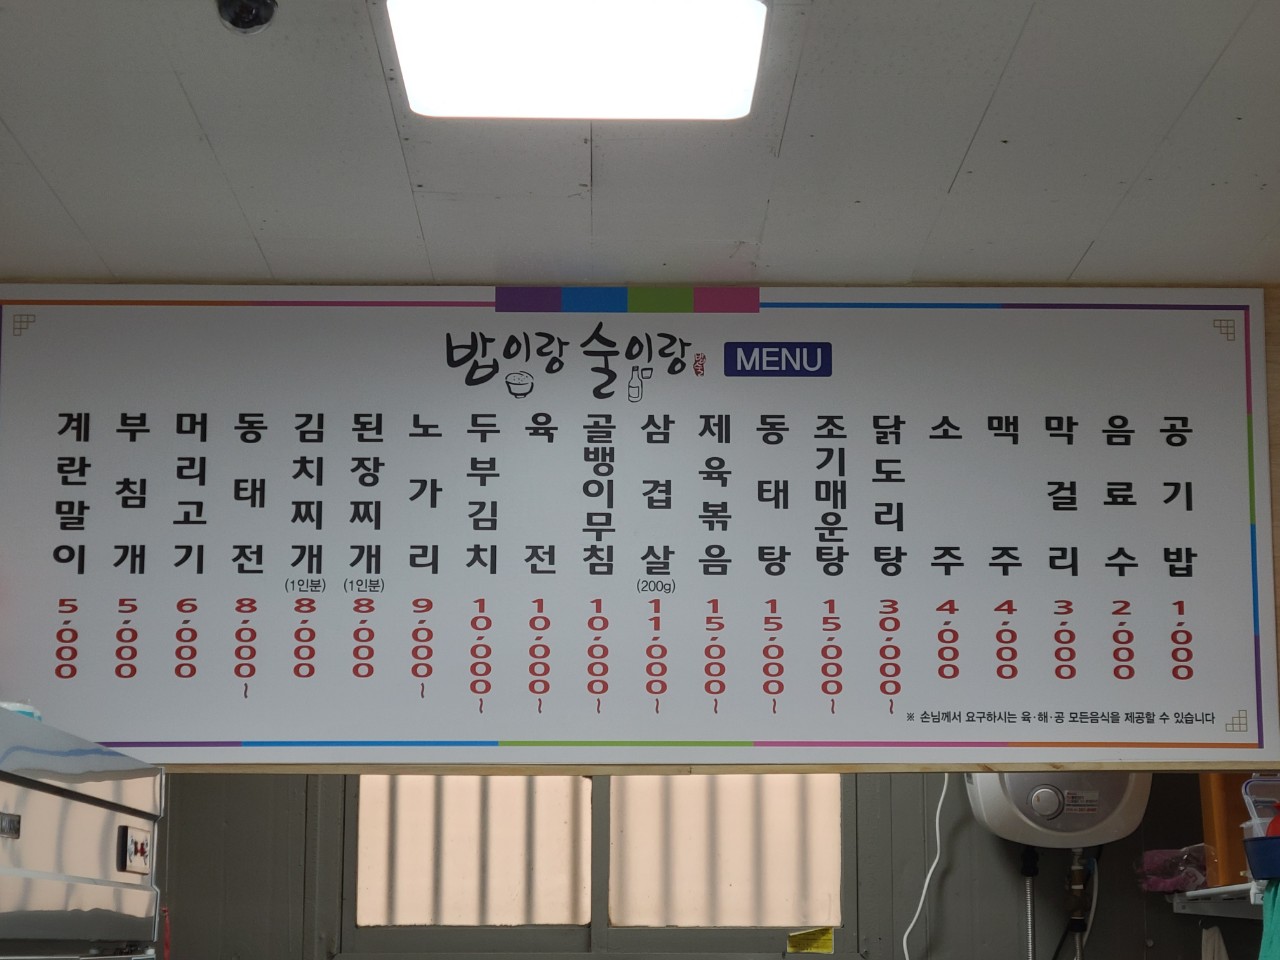 밥이랑 술이랑 MENU
계란말이 5,000
부침개 5,000
머리고기 6,000
동태전 8,000~
김치찌개 (1인분) 8,000
된장찌개 (1인분) 8,000
노가리 9,000~
두부김치 10,000~
육전 10,000~
골뱅이무침 10,000~
삼겹살 (200g) 11,000~
제육볶음 15,000~
동태탕 15,000~
조기매운탕 15,000~
닭도리탕 30,000~
소주 4,000
맥주 4,000
막걸리 3,000
음료수 2,000
공기밥 1,000
※ 손님께서 요구하시는 육·해·공 모든음식을 제공할 수 있습니다